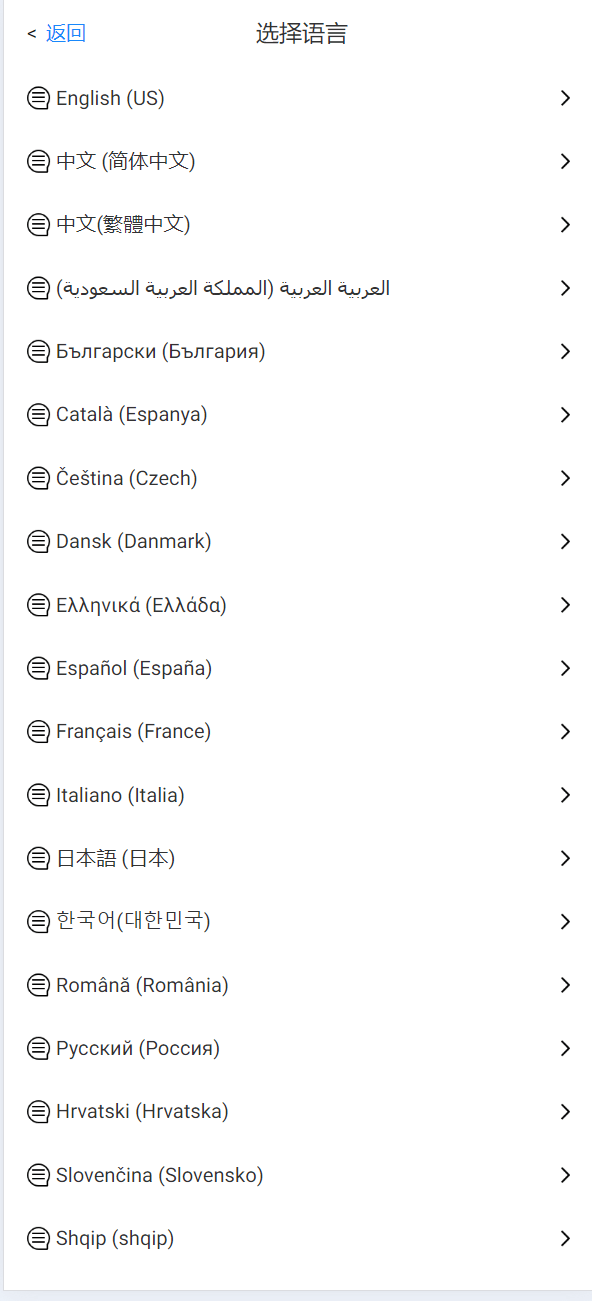 < 返回 选择语言
English (US)
中文 (简体中文)
中文(繁體中文)
العربية العربية (المملكة العربية السعودية)
Български (България)
Català (Espanya)
Čeština (Czech)
Dansk (Danmark)
Ελληνικά (Ελλάδα)
Español (España)
Français (France)
Italiano (Italia)
日本語 (日本)
한국어(대한민국)
Română (România)
Русский (Россия)
Hrvatski (Hrvatska)
Slovenčina (Slovensko)
Shqip (shqip)